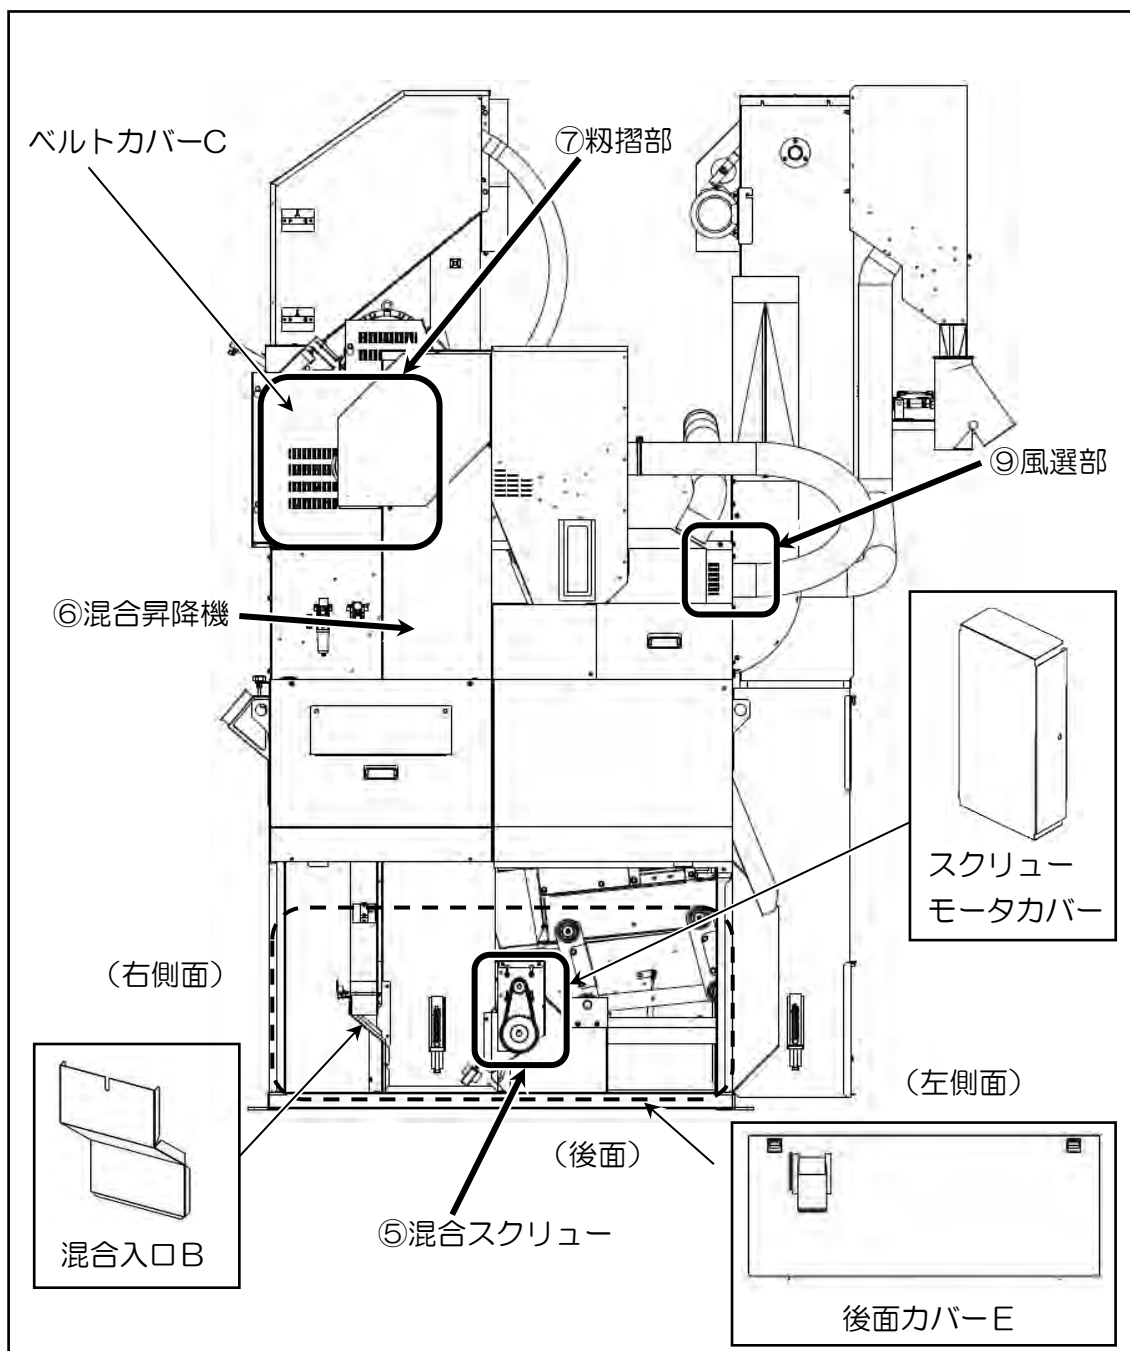 ベルトカバーC
⑦籾摺部
⑨風選部
⑥混合昇降機
スクリュー
モータカバー
（右側面）
（左側面）
（後面）
⑤混合スクリュー
混合入口B
後面カバーE